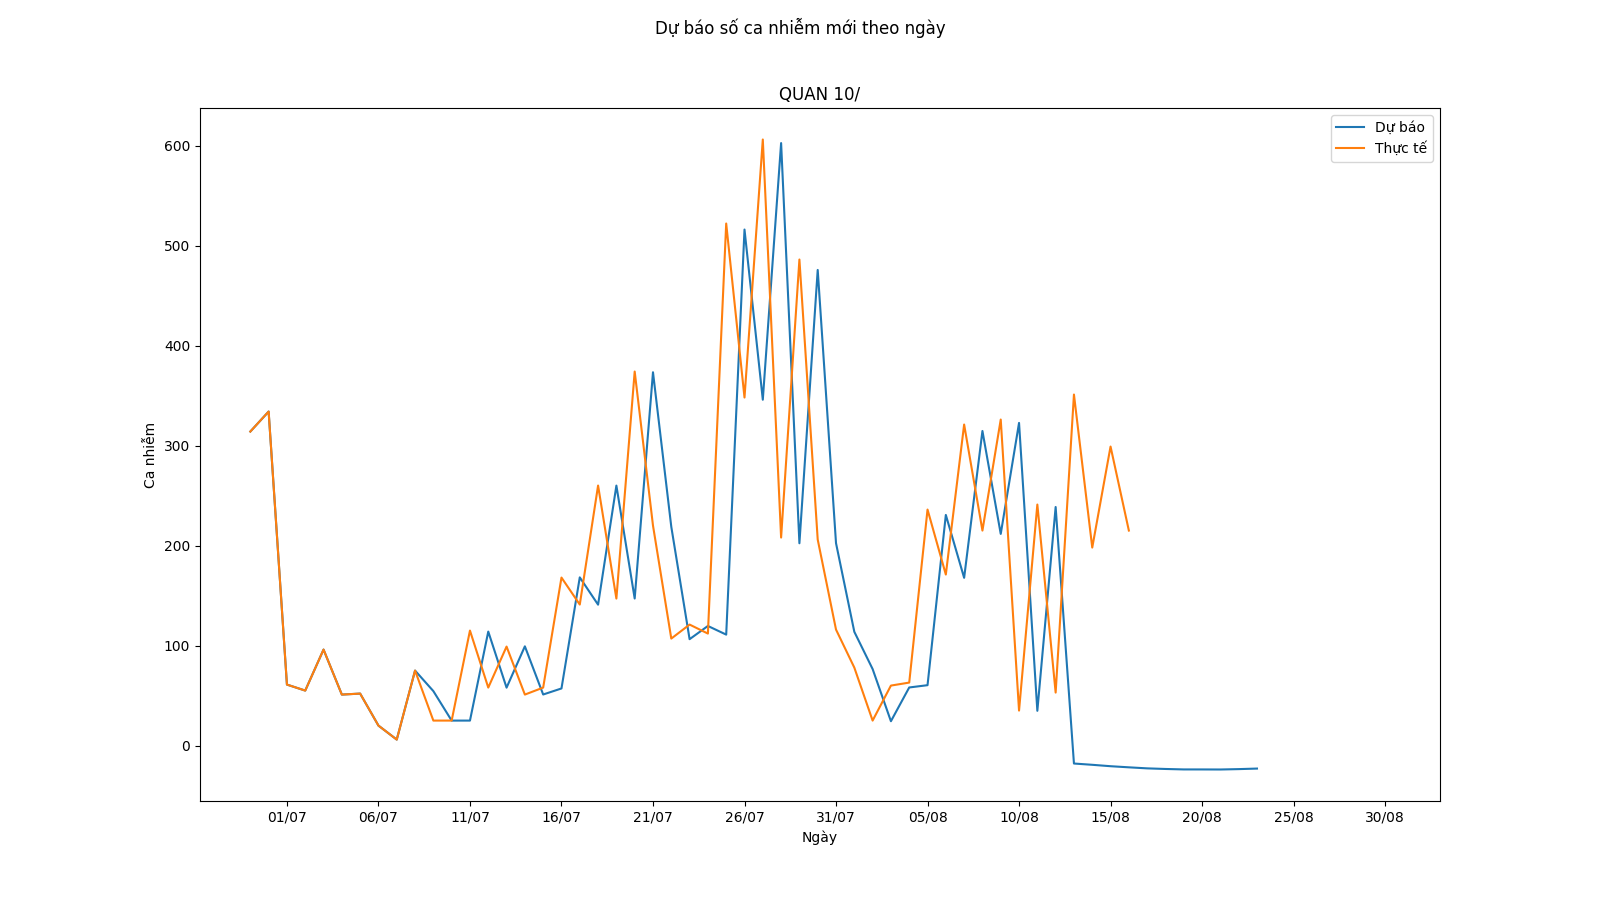 Dự báo số ca nhiễm mới theo ngày
QUAN 10/
Dự báo
Thực tế
600
500
400
300
200
100
0
Ca nhiễm
01/07 06/07 11/07 16/07 21/07 26/07 31/07 05/08 10/08 15/08 20/08 25/08 30/08
Ngày